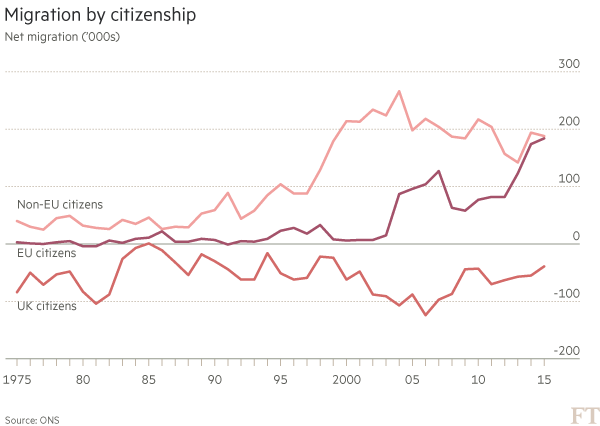 Migration by citizenship
Net migration ('000s)
300
200
100
Non-EU citizens
0
EU citizens
UK citizens
-100
-200
1975 80 85 90 95 2000 05 10 15
Source: ONS
FT